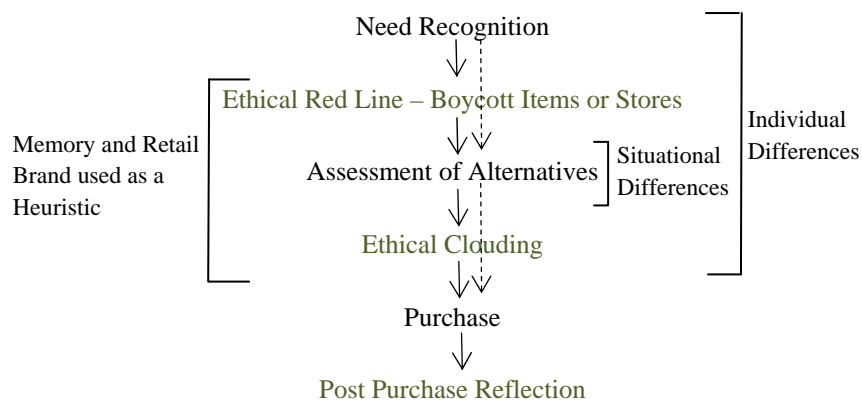 Need Recognition
Ethical Red Line – Boycott Items or Stores
Memory and Retail
Brand used as a
Heuristic
Assessment of Alternatives
Situational
Differences
Individual
Differences
Ethical Clouding
Purchase
Post Purchase Reflection